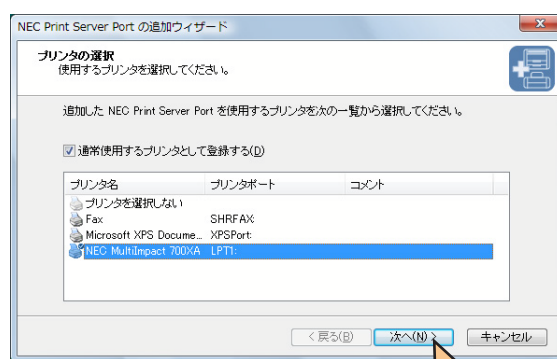 NEC Print Server Port の追加ウィザード
プリンタの選択
使用するプリンタを選択してください。
追加した NEC Print Server Port を使用するプリンタを次の一覧から選択してください。
通常使用するプリンタとして登録する(D)
プリンタ名 プリンタポート コメント
プリンタを選択しない
Fax SHRFAX:
Microsoft XPS Docume... XPSPort:
NEC MultiImpact 700XA LPT1:
< 戻る(B) 次へ(N) > キャンセル